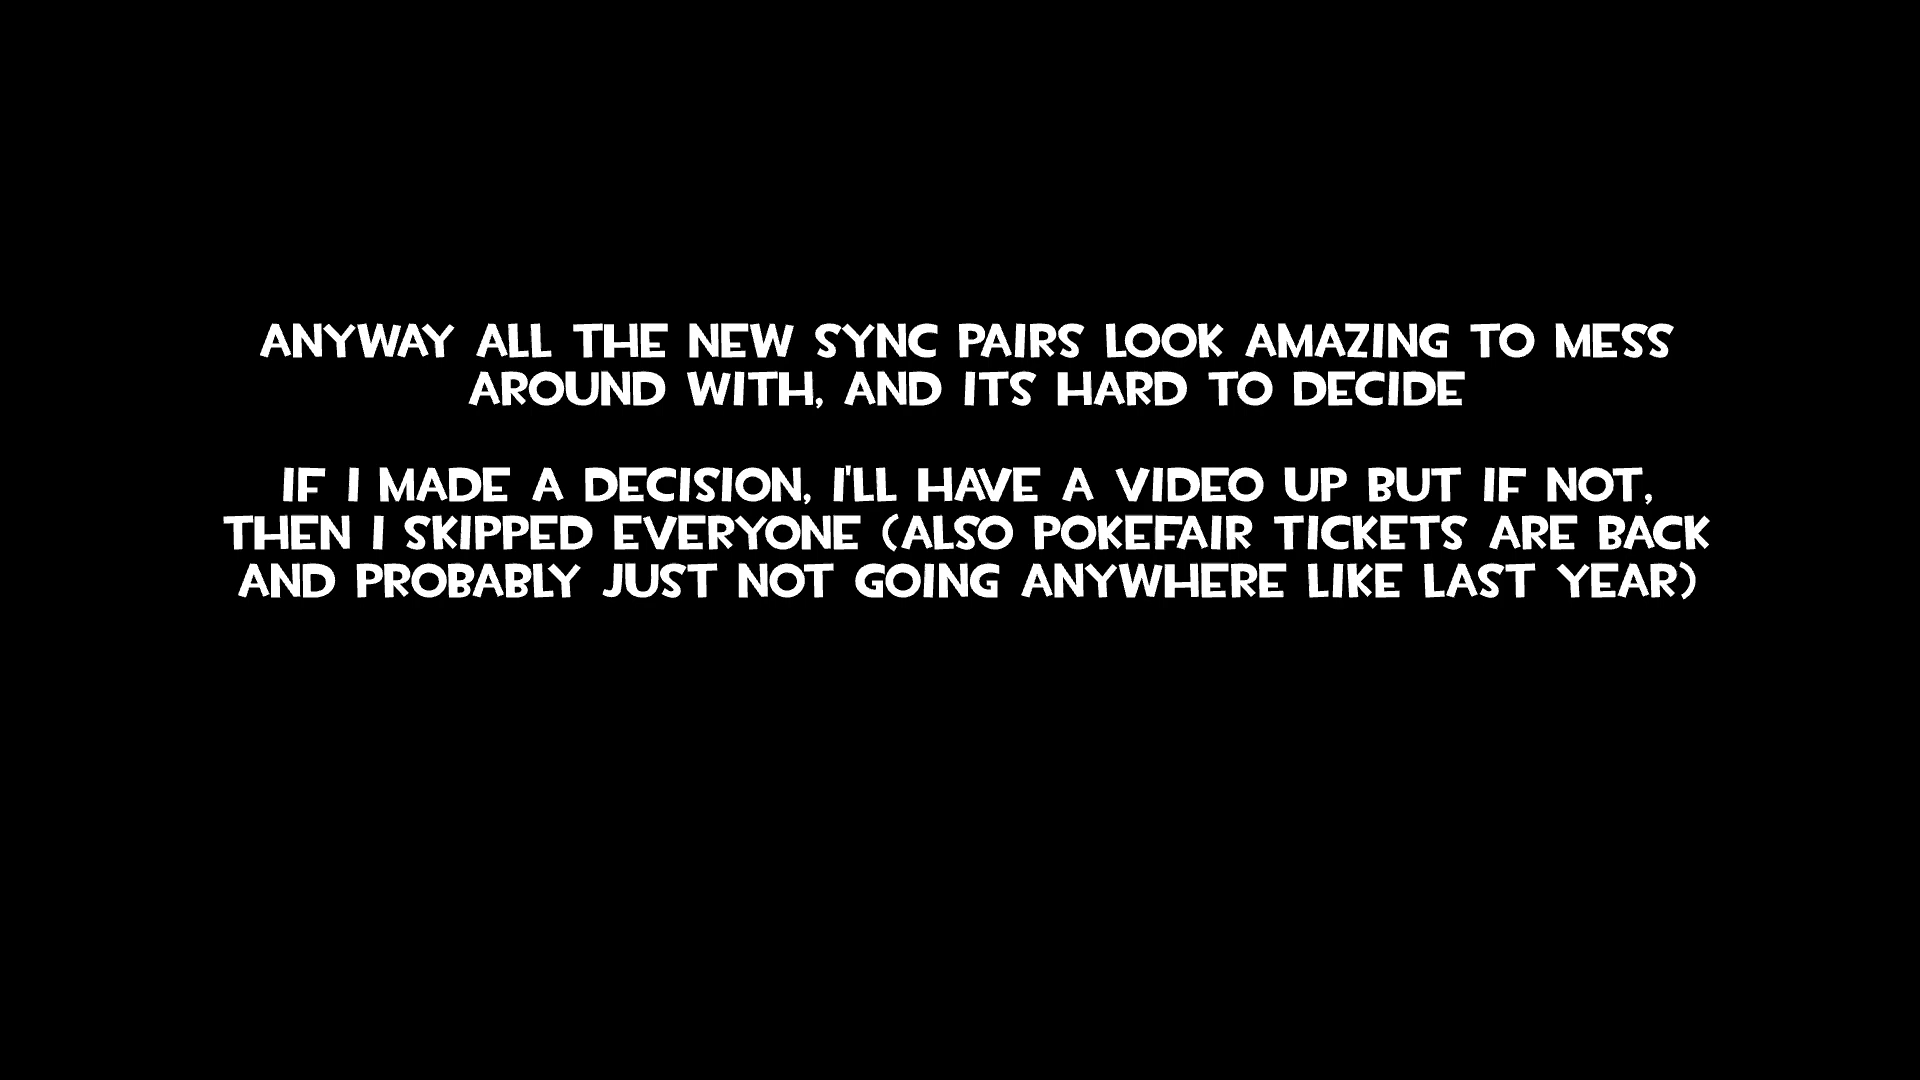 ANYWAY ALL THE NEW SYNC PAIRS LOOK AMAZING TO MESS
AROUND WITH, AND ITS HARD TO DECIDE
IF I MADE A DECISION, I'LL HAVE A VIDEO UP BUT IF NOT,
THEN I SKIPPED EVERYONE (ALSO POKEFAIR TICKETS ARE BACK
AND PROBABLY JUST NOT GOING ANYWHERE LIKE LAST YEAR)